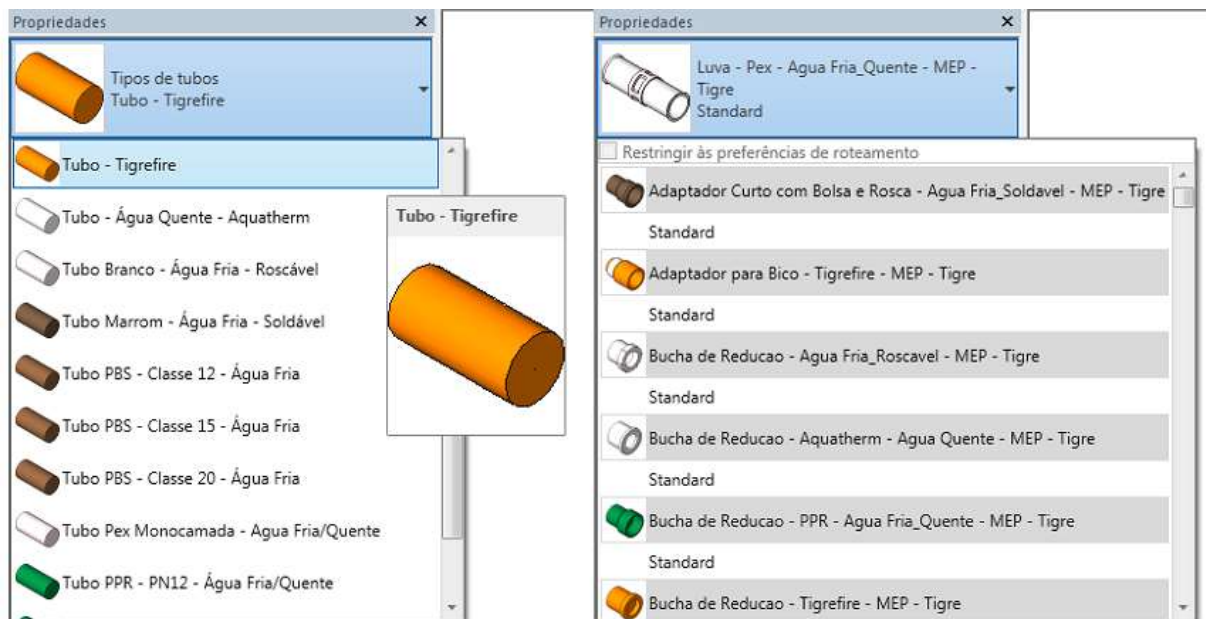 Propriedades
Tipos de tubos
Tubo - Tigrefire
Tubo - Tigrefire
Tubo - Água Quente - Aquatherm
Tubo Branco - Água Fria - Roscável
Tubo Marrom - Água Fria - Soldável
Tubo PBS - Classe 12 - Água Fria
Tubo PBS - Classe 15 - Água Fria
Tubo PBS - Classe 20 - Água Fria
Tubo Pex Monocamada - Agua Fria/Quente
Tubo PPR - PN12 - Água Fria/Quente
Tubo - Tigrefire
Propriedades
Luva - Pex - Agua Fria_Quente - MEP -
Tigre
Standard
Restringir às preferências de roteamento
Adaptador Curto com Bolsa e Rosca - Agua Fria_Soldavel - MEP - Tigre
Standard
Adaptador para Bico - Tigrefire - MEP - Tigre
Standard
Bucha de Reducao - Agua Fria_Roscavel - MEP - Tigre
Standard
Bucha de Reducao - Aquatherm - Agua Quente - MEP - Tigre
Standard
Bucha de Reducao - PPR - Agua Fria_Quente - MEP - Tigre
Standard
Bucha de Reducao - Tigrefire - MEP - Tigre